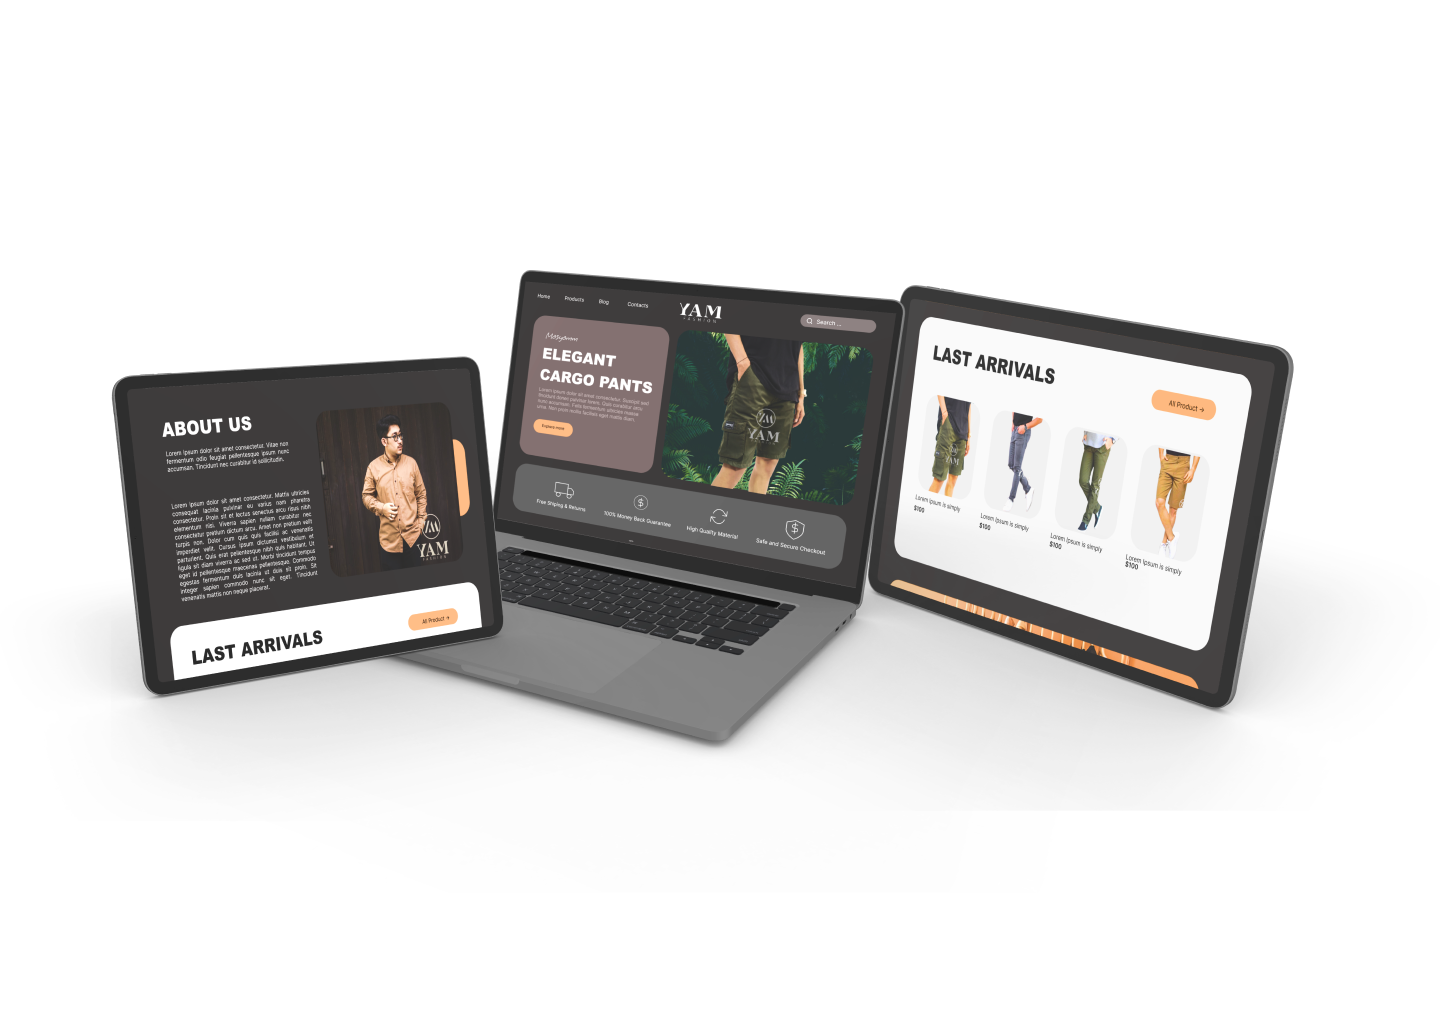 ABOUT US
Lorem ipsum dolor sit amet consectetur. Vitae non
fermentum odio feugiat pellentesque ipsum nunc
accumsan. Tincidunt nec curabitur id sollicitudin.
Lorem ipsum dolor sit amet consectetur. Mattis ultricies
consequat lacinia pulvinar eu varius nam pharetra
consectetur. Proin sit et lectus senectus arcu risus nibh
elementum nisi. Viverra sapien nullam curabitur nec
consectetur pretium dictum arcu. Amet non pretium velit
turpis non. Dolor cum quis quis facilisi ac venenatis
imperdiet velit. Cursus ipsum dictumst vestibulum et
parturient. Quis erat pellentesque nibh quis habitant. Ut
ligula sit diam viverra ac sed ut. Morbi tincidunt tempus
eget id pellentesque maecenas pellentesque. Commodo
egestas fermentum duis lacinia ut duis sit proin. Sit
integer sapien commodo nunc sit eget. Tincidunt
venenatis mattis non neque placerat.
YAM
FASHION
All Product →
LAST ARRIVALS
Home Products Blog Contacts
YAM
FASHION
Search ...
ELEGANT
CARGO PANTS
Lorem ipsum dolor sit amet consectetur. Suscipit sed
tincidunt donec pulvinar lorem. Quis curabitur
nunc accumsan. Felis fermentum ultricies massa
urna. Non proin mollis facilisis eget mattis diam.
Explore more
YAM
Free Shiping & Returns
100% Money Back Guarantee
High Quality Material
Safe and Secure Checkout
LAST ARRIVALS
All Product →
Lorem Ipsum is simply
$100
Lorem Ipsum is simply
$100
Lorem Ipsum is simply
$100
Lorem Ipsum is simply
$100